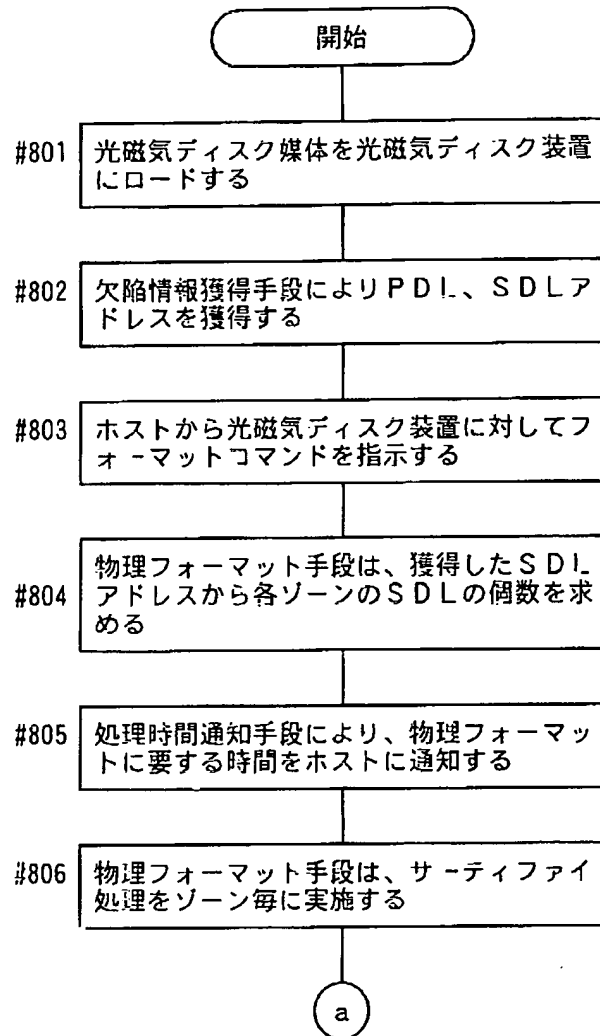 開始
#801
光磁気ディスク媒体を光磁気ディスク装置
にロードする
#802
欠陥情報獲得手段によりPDL、SDLア
ドレスを獲得する
#803
ホストから光磁気ディスク装置に対してフ
ォーマットコマンドを指示する
#804
物理フォーマット手段は、獲得したSDL
アドレスから各ゾーンのSDLの個数を求
める
#805
処理時間通知手段により、物理フォーマッ
トに要する時間をホストに通知する
#806
物理フォーマット手段は、サーティファイ
処理をゾーン毎に実施する
a